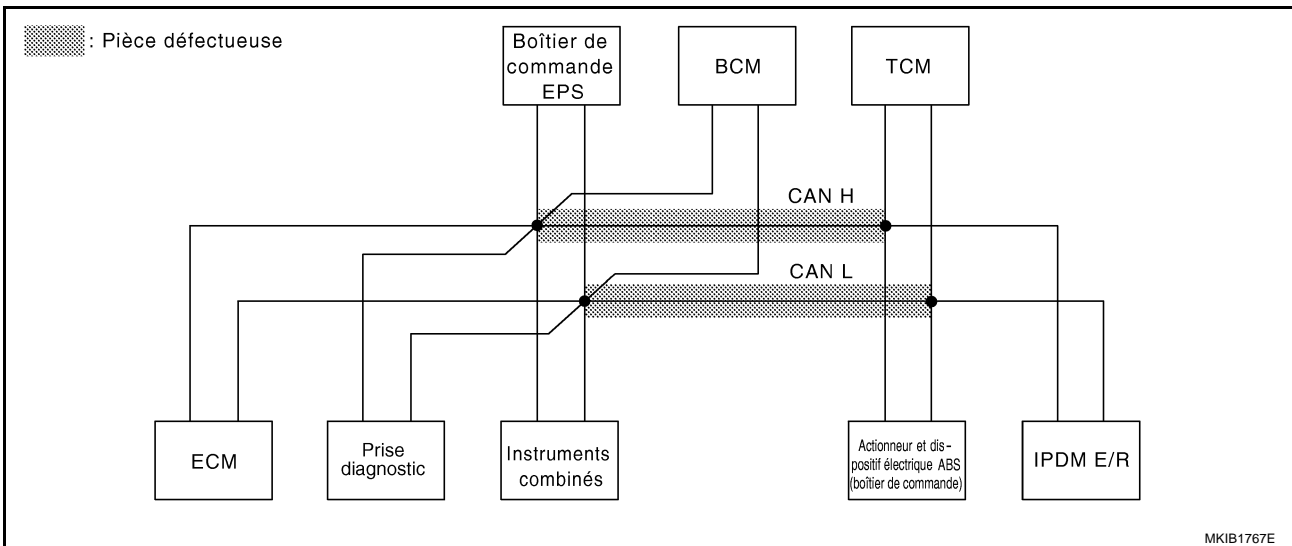 : Pièce défectueuse
Boîtier de
commande
EPS
BCM
TCM
CAN H
CAN L
ECM
Prise
diagnostic
Instruments
combinés
Actionneur et dis-
positif électrique ABS
(boîtier de commande)
IPDM E/R
MKIB1767E